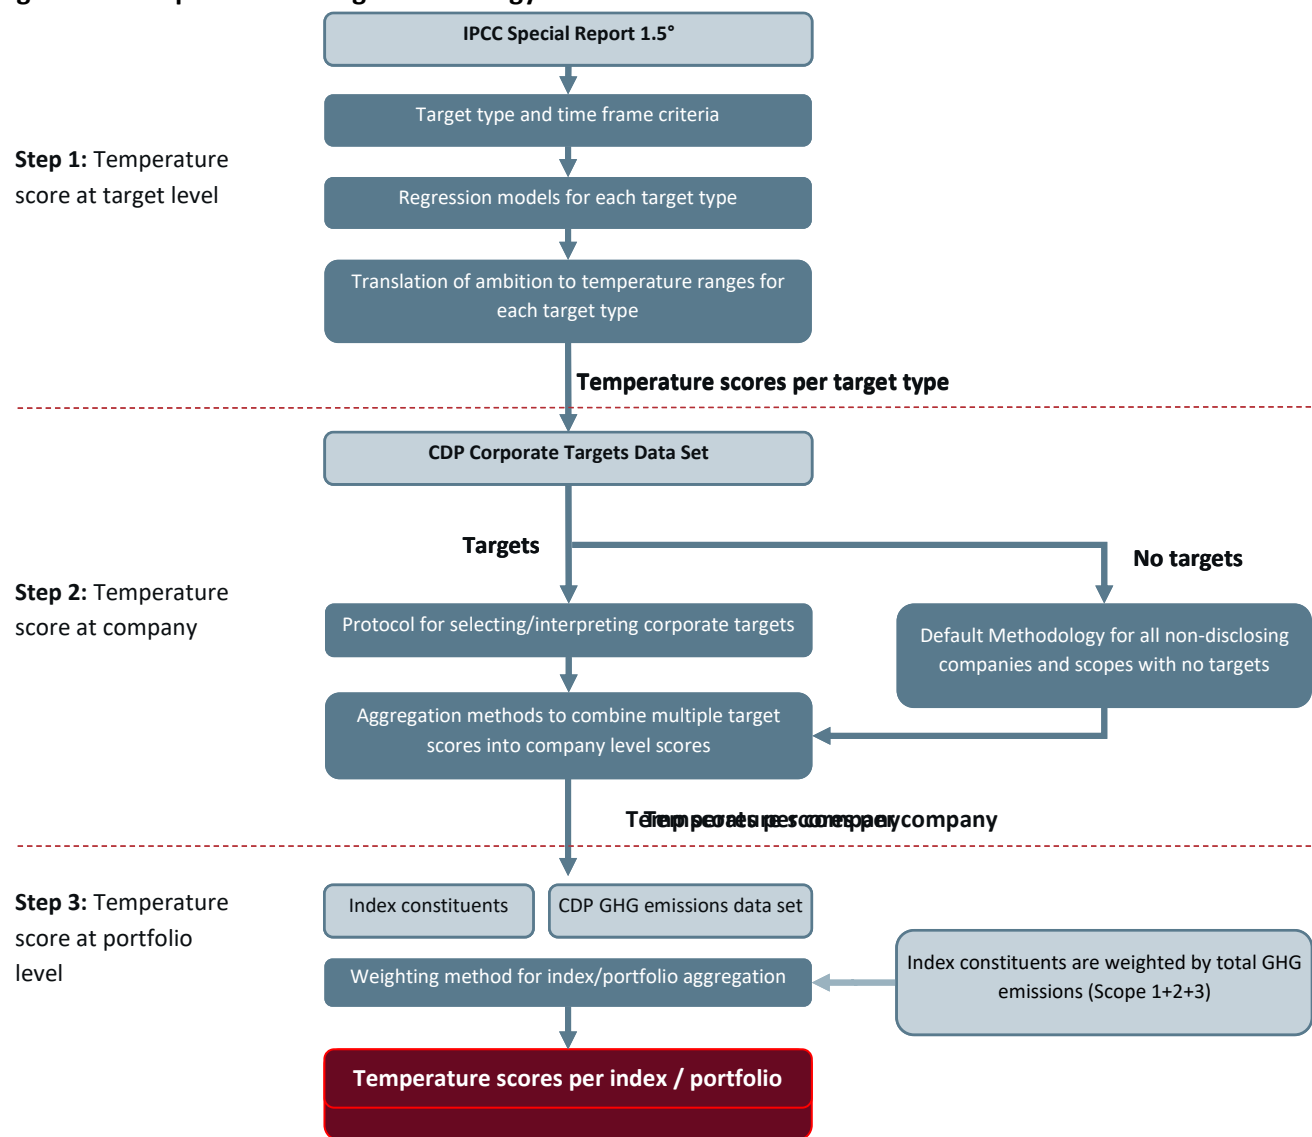 IPCC Special Report 1.5°
Target type and time frame criteria
Step 1: Temperature
score at target level
Regression models for each target type
Translation of ambition to temperature ranges for
each target type
Temperature scores per target type
CDP Corporate Targets Data Set
Targets
No targets
Step 2: Temperature
score at company
Protocol for selecting/interpreting corporate targets
Default Methodology for all non-disclosing
companies and scopes with no targets
Aggregation methods to combine multiple target
scores into company level scores
Temperature scores per company
Step 3: Temperature
score at portfolio
level
Index constituents
CDP GHG emissions data set
Weighting method for index/portfolio aggregation
Index constituents are weighted by total GHG
emissions (Scope 1+2+3)
Temperature scores per index / portfolio